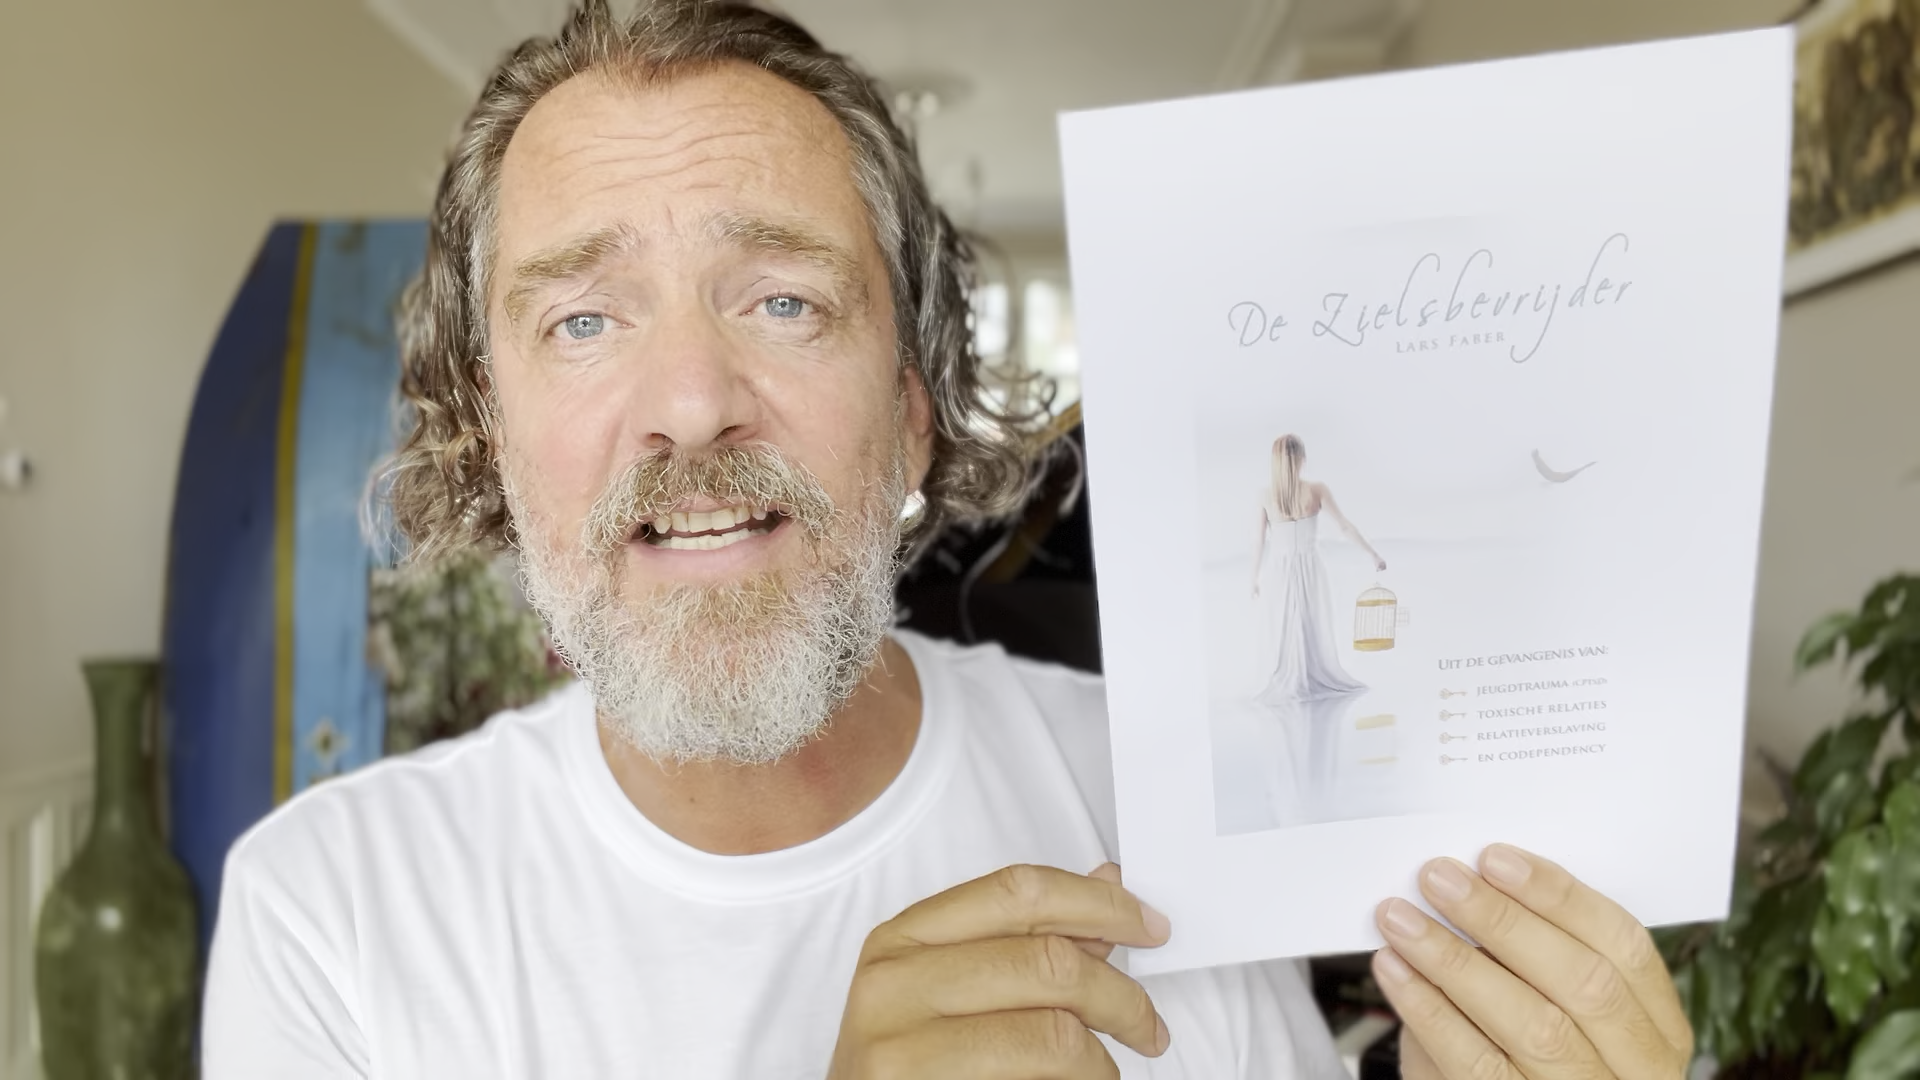 De Zielsbevrijder
LARS FABER
UIT DE GEVANGENIS VAN:
JEUGDTRAUMA (CPTSD)
TOXISCHE RELATIES
RELATIEVERSLAVING
EN CODEPENDENCY